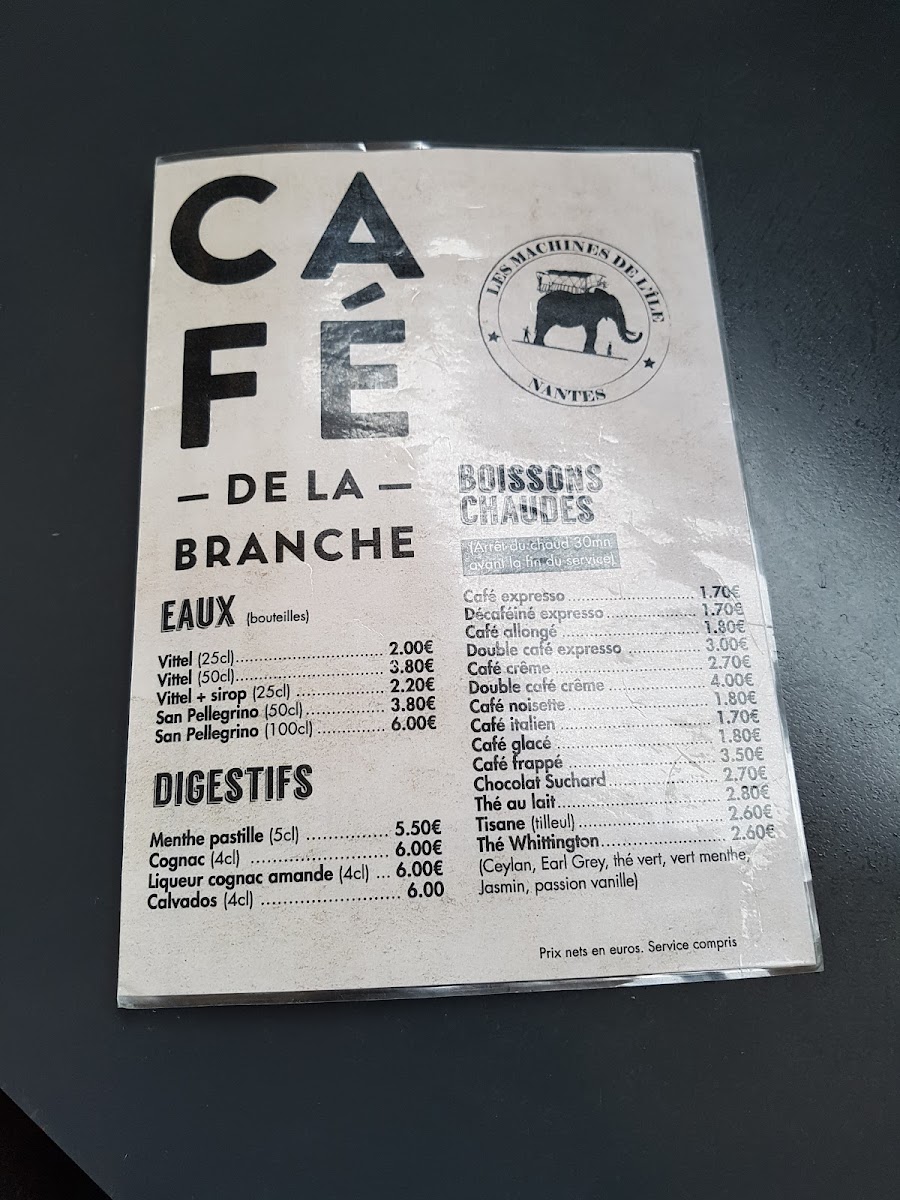 CA
FÉ
— DE LA —
BRANCHE
LES MACHINES DE L'ÎLE
NANTES
EAUX (bouteilles)
Vittel (25cl)........................ 2.00€
Vittel (50cl)........................ 3.80€
Vittel + sirop (25cl) .............. 2.20€
San Pellegrino (50cl)............ 3.80€
San Pellegrino (100cl) .......... 6.00€
DIGESTIFS
Menthe pastille (5cl) .............. 5.50€
Cognac (4cl) ....................... 6.00€
Liqueur cognac amande (4cl) ... 6.00€
Calvados (4cl) ....................... 6.00
BOISSONS
CHAUDES
(Arrêt du chaud 30mn
avant la fin du service)
Café expresso...................... 1.70€
Décaféiné expresso............... 1.70€
Café allongé ....................... 1.80€
Double café expresso ............ 3.00€
Café crême ......................... 2.70€
Double café crême ................ 4.00€
Café noisette........................ 1.80€
Café italien .......................... 1.70€
Café glacé ........................... 1.80€
Café frappé ......................... 3.50€
Chocolat Suchard.................. 2.70€
Thé au lait............................ 2.80€
Tisane (tilleul)....................... 2.60€
Thé Whittington..................... 2.60€
(Ceylan, Earl Grey, thé vert, vert menthe,
Jasmin, passion vanille)
Prix nets en euros. Service compris